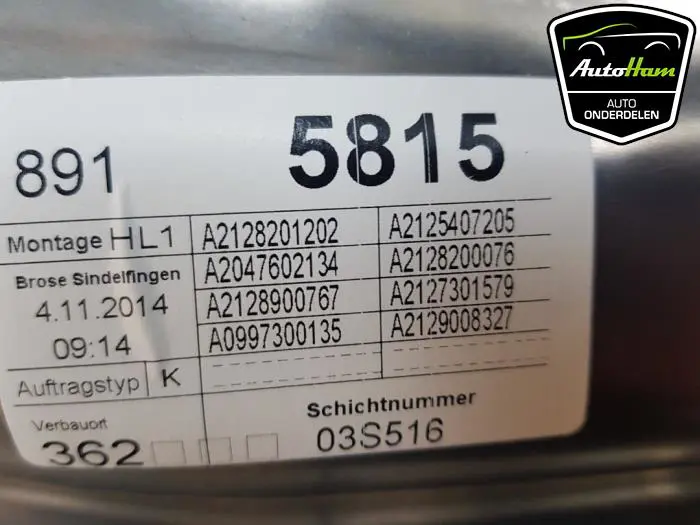 AutoHam
AUTO
ONDERDELEN
891 5815
Montage HL1 A2128201202 A2125407205
Brose Sindelfingen A2047602134 A2128200076
4.11.2014 A2128900767 A2127301579
09:14 A0997300135 A2129008327
Auftragstyp K
Verbauort Schichtnummer
362 03S516